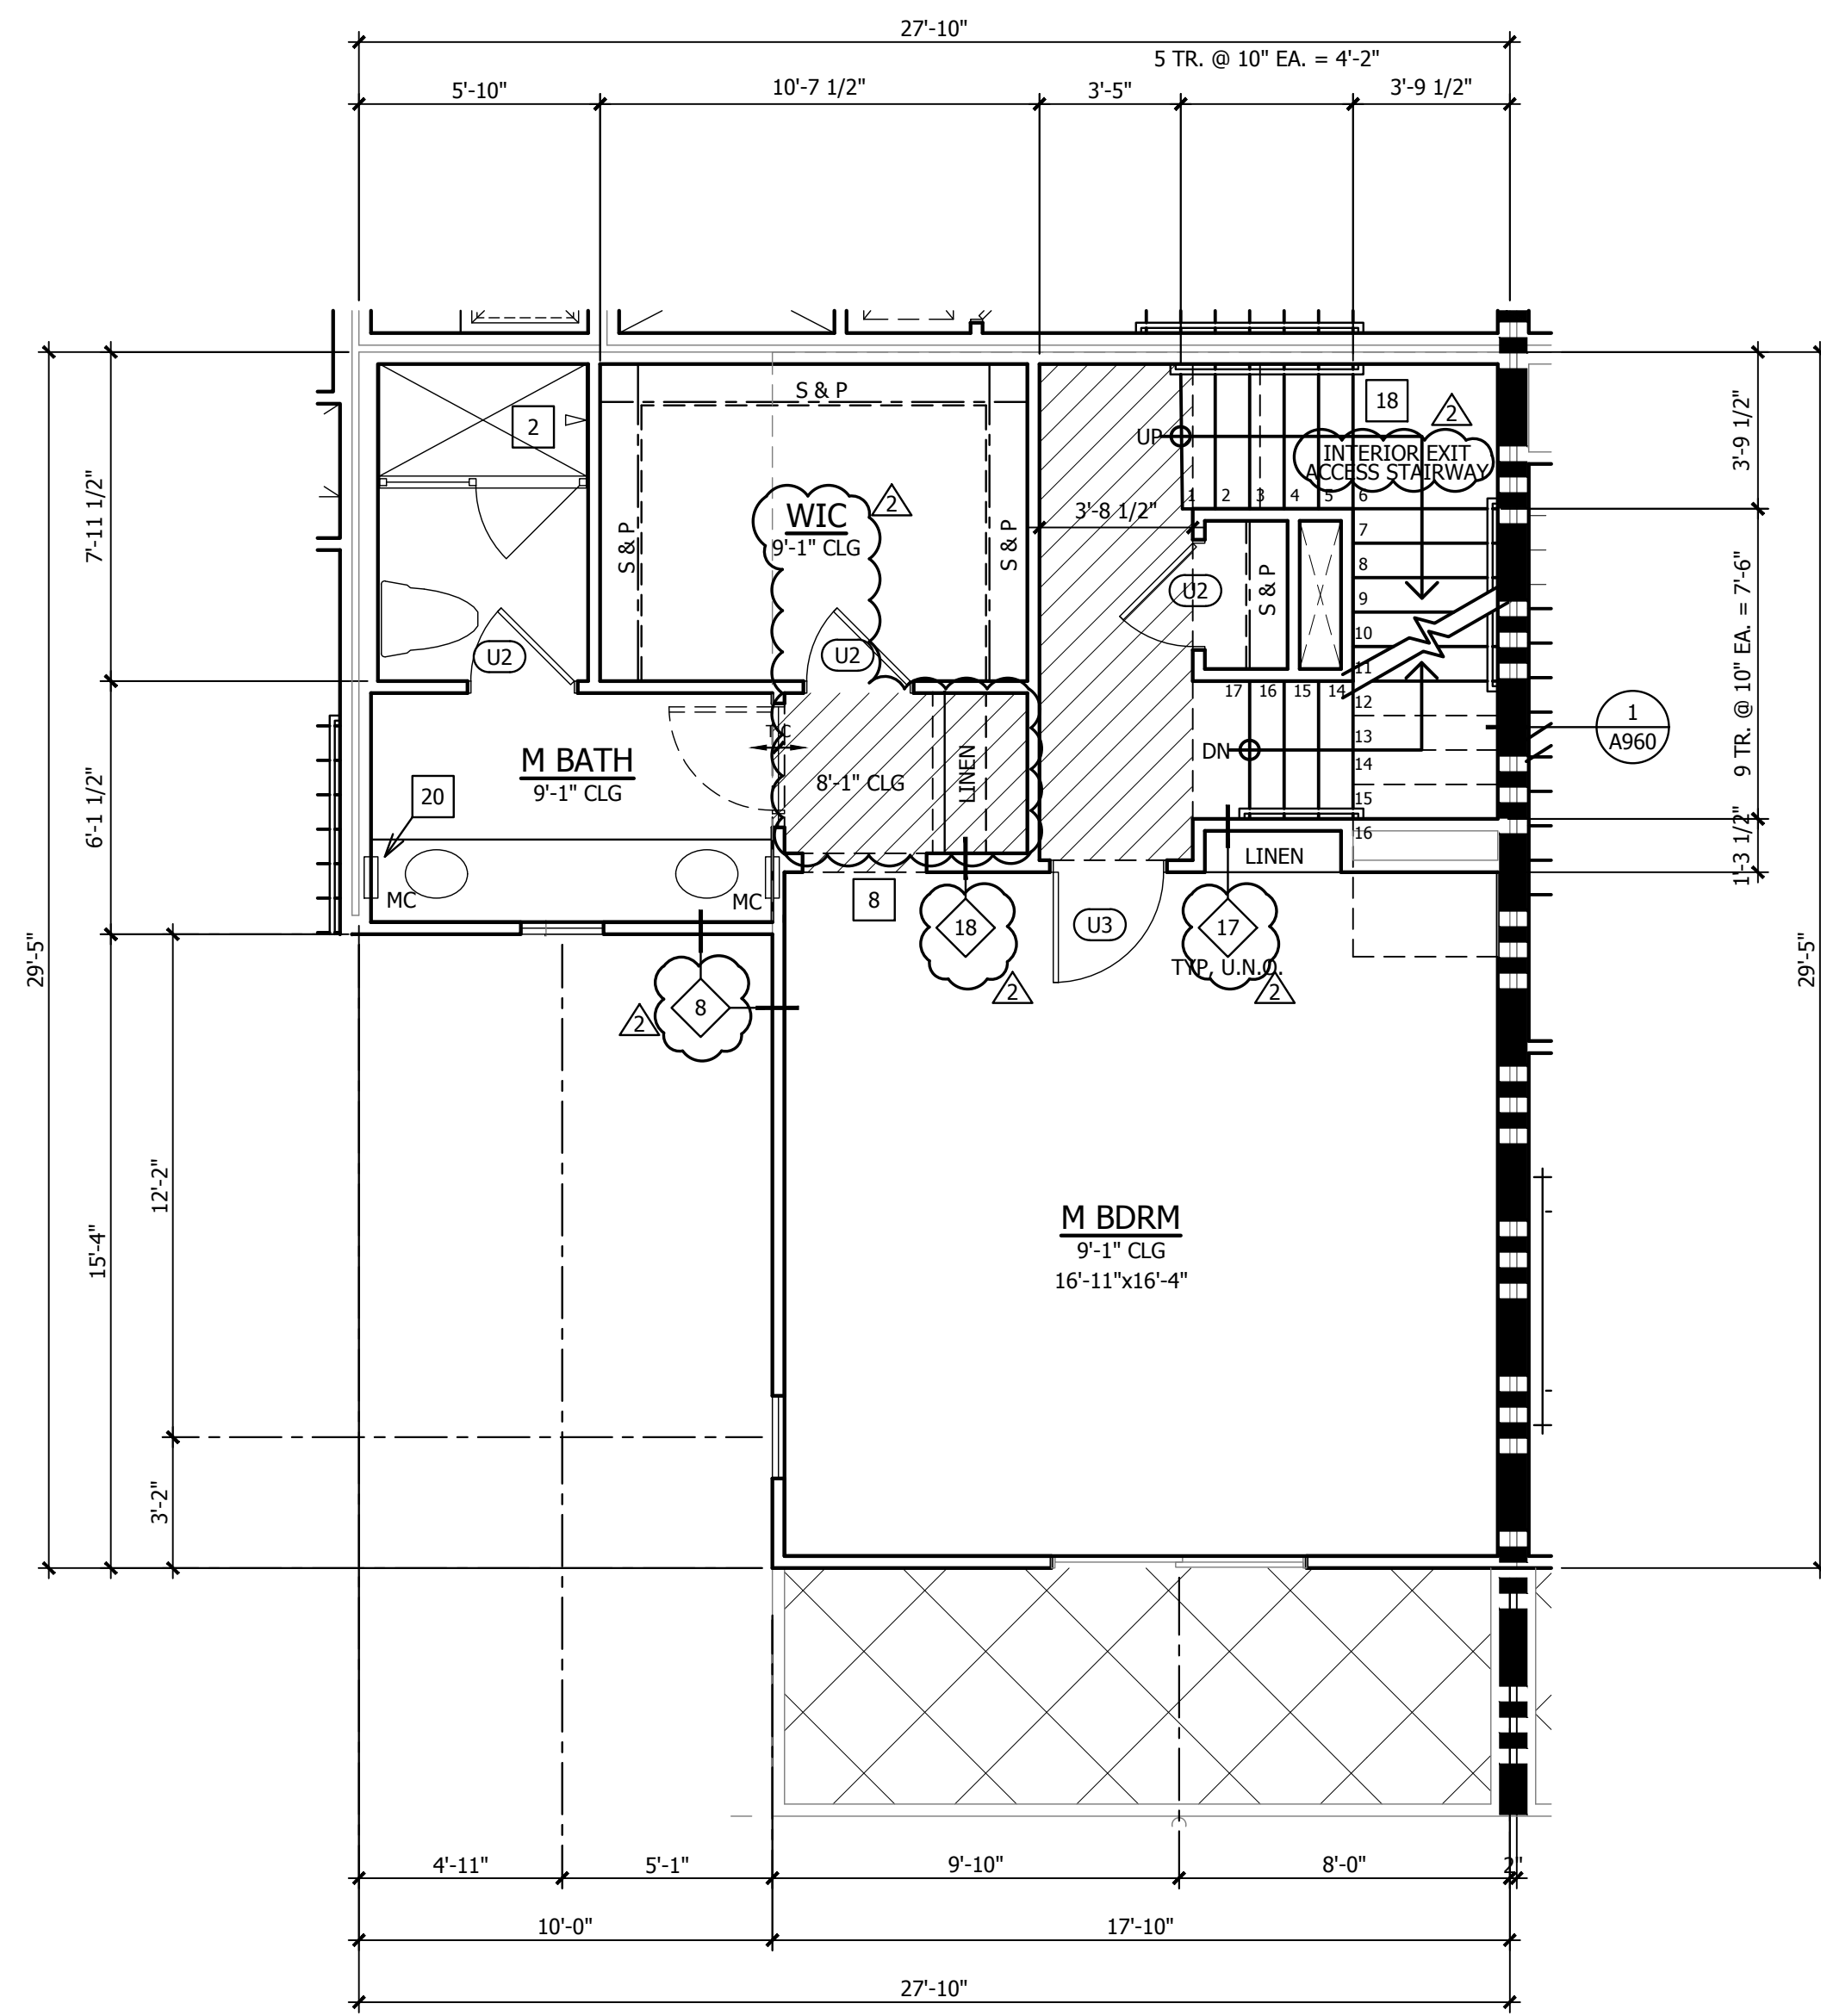 27'-10"
5 TR. @ 10" EA. = 4'-2"
5'-10"
10'-7 1/2"
3'-5"
3'-9 1/2"
S & P
2
18
2
UP
INTERIOR EXIT
ACCESS STAIRWAY
3'-9 1/2"
1 2 3 4 5 6
WIC
9'-1" CLG
2
3'-8 1/2"
S & P
S & P
S & P
7'-11 1/2"
7
8
9
10
11
U2
U2
U2
9 TR. @ 10" EA. = 7'-6"
17 16 15 14
12
13
14
15
16
1
A960
DN
M BATH
9'-1" CLG
8'-1" CLG
LINEN
20
6'-1 1/2"
LINEN
1'-3 1/2"
MC
MC
8
18
U3
17
TYP, U.N.O.
2
2
8
2
29'-5"
29'-5"
12'-2"
15'-4"
M BDRM
9'-1" CLG
16'-11"x16'-4"
3'-2"
4'-11"
5'-1"
9'-10"
8'-0"
2"
10'-0"
17'-10"
27'-10"